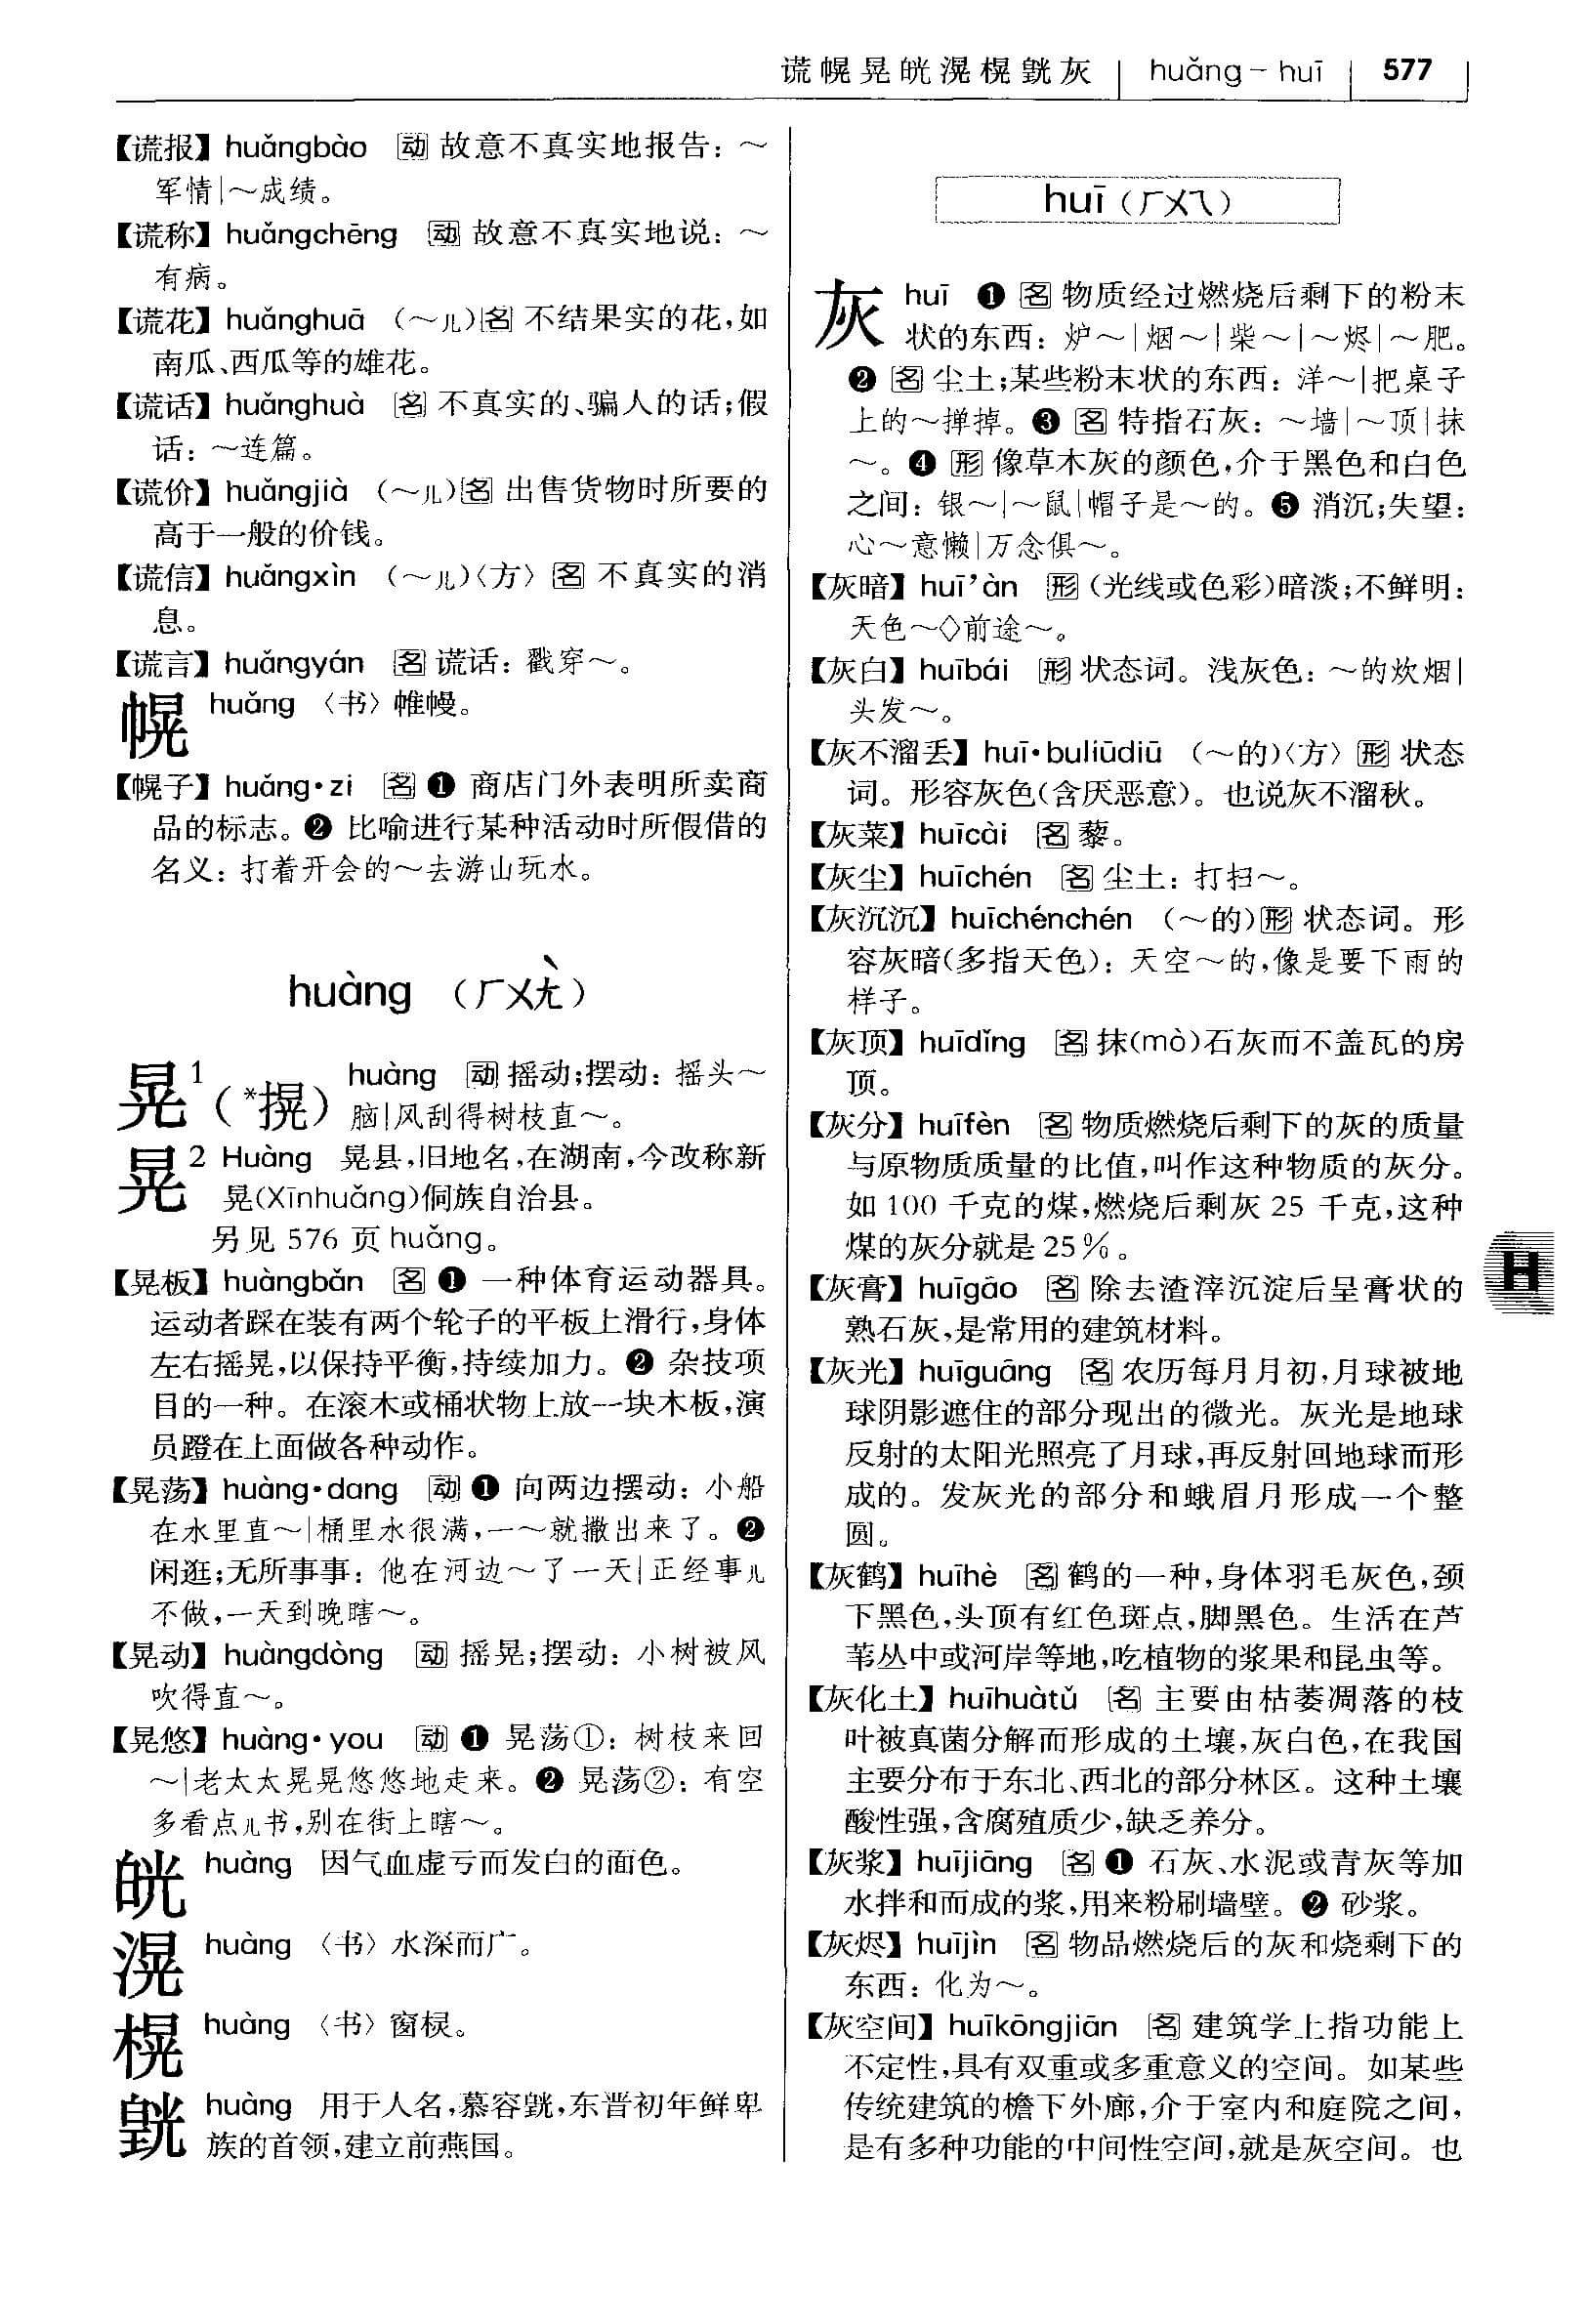 谎幌晃皝滉榥㿠灰 huǎng－huī 577
【谎报】 huǎngbào 动 故意不真实地报告：～
军情|～成绩。
【谎称】 huǎngchēng 动 故意不真实地说：～
有病。
【谎花】 huǎnghuā （～儿）名 不结果实的花，如
南瓜、西瓜等的雄花。
【谎话】 huǎnghuà 名 不真实的、骗人的话；假
话：～连篇。
【谎价】 huǎngjià （～儿）名 出售货物时所要的
高于一般的价钱。
【谎信】 huǎngxìn （～儿）〈方〉名 不真实的消
息。
【谎言】 huǎngyán 名 谎话：戳穿～。
幌 huǎng 〈书〉帷幔。
【幌子】 huǎng·zi 名 ❶ 商店门外表明所卖商
品的标志。❷ 比喻进行某种活动时所假借的
名义：打着开会的～去游山玩水。
huàng （ㄏㄨㄤˋ）
晃1（*搋） huàng 动 摇动；摆动：摇头～
脑|风刮得树枝直～。
晃2 Huàng 晃县，旧地名，在湖南，今改称新
晃(Xīnhuǎng)侗族自治县。
另见 576 页 huǎng。
【晃板】 huàngbǎn 名 ❶ 一种体育运动器具。
运动者踩在装有两个轮子的平板上滑行，身体
左右摇晃，以保持平衡，持续加力。❷ 杂技项
目的一种。在滚木或桶状物上放一块木板，演
员蹬在上面做各种动作。
【晃荡】 huàng·dang 动 ❶ 向两边摆动：小船
在水里直～|桶里水很满，一～就撒出来了。❷
闲逛；无所事事：他在河边～了一天|正经事儿
不做，一天到晚瞎～。
【晃动】 huàngdòng 动 摇晃；摆动：小树被风
吹得直～。
【晃悠】 huàng·you 动 ❶ 晃荡①：树枝来回
～|老太太晃晃悠悠地走来。❷ 晃荡②：有空
多看点儿书，别在街上瞎～。
皝 huàng 因气血虚亏而发白的面色。
滉 huàng 〈书〉水深而广。
榥 huàng 〈书〉窗棂。
㿠 huàng 用于人名，慕容皝，东晋初年鲜卑
族的首领，建立前燕国。
huī（ㄏㄨㄟ）
灰 huī ❶ 名 物质经过燃烧后剩下的粉末
状的东西：炉～|烟～|柴～|～烬|～肥。
❷ 名 尘土；某些粉末状的东西：洋～|把桌子
上的～掸掉。❸ 名 特指石灰：～墙|～顶|抹
～。❹ 形 像草木灰的颜色，介于黑色和白色
之间：银～|～鼠|帽子是～的。❺ 消沉；失望：
心～意懒|万念俱～。
【灰暗】 huī’àn 形（光线或色彩）暗淡；不鲜明：
天色～◇前途～。
【灰白】 huībái 形 状态词。浅灰色：～的炊烟|
头发～。
【灰不溜丢】 huī·buliūdiū （～的）〈方〉形 状态
词。形容灰色（含厌恶意）。也说灰不溜秋。
【灰菜】 huīcài 名 藜。
【灰尘】 huīchén 名 尘土：打扫～。
【灰沉沉】 huīchénchén （～的）形 状态词。形
容灰暗（多指天色）：天空～的，像是要下雨的
样子。
【灰顶】 huīdǐng 名 抹(mò)石灰而不盖瓦的房
顶。
【灰分】 huīfèn 名 物质燃烧后剩下的灰的质量
与原物质质量的比值，叫作这种物质的灰分。
如 100 千克的煤，燃烧后剩灰 25 千克，这种
煤的灰分就是 25%。
H
【灰膏】 huīgāo 名 除去渣滓沉淀后呈膏状的
熟石灰，是常用的建筑材料。
【灰光】 huīguāng 名 农历每月月初，月球被地
球阴影遮住的部分现出的微光。灰光是地球
反射的太阳光照亮了月球，再反射回地球而形
成的。发灰光的部分和蛾眉月形成一个整
圆。
【灰鹤】 huīhè 名 鹤的一种，身体羽毛灰色，颈
下黑色，头顶有红色斑点，脚黑色。生活在芦
苇丛中或河岸等地，吃植物的浆果和昆虫等。
【灰化土】 huīhuàtǔ 名 主要由枯萎凋落的枝
叶被真菌分解而形成的土壤，灰白色，在我国
主要分布于东北、西北的部分林区。这种土壤
酸性强，含腐殖质少，缺乏养分。
【灰浆】 huījiāng 名 ❶ 石灰、水泥或青灰等加
水拌和而成的浆，用来粉刷墙壁。❷ 砂浆。
【灰烬】 huījìn 名 物品燃烧后的灰和烧剩下的
东西：化为～。
【灰空间】 huīkōngjiān 名 建筑学上指功能上
不定性，具有双重或多重意义的空间。如某些
传统建筑的檐下外廊，介于室内和庭院之间，
是有多种功能的中间性空间，就是灰空间。也